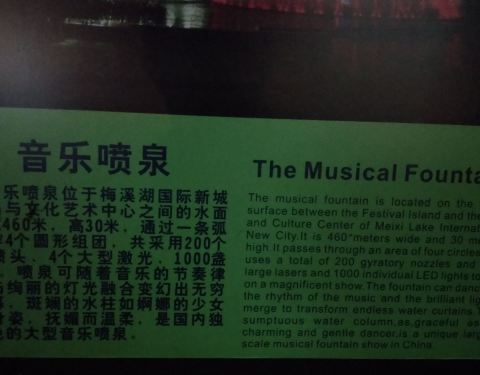 音乐喷泉
乐喷泉位于梅溪湖国际新城
与文化艺术中心之间的水面
460米，高30米，通过一条弧
4个圆形组团，共采用200个
喷头，4个大型激光，1000盏
，喷泉可随着音乐的节奏律
绚丽的灯光融合变幻出无穷
，斑斓的水柱如婀娜的少女
姿，抚媚而温柔，是国内独
的大型音乐喷泉。
The Musical Founta
The musical fountain is located on the
surface between the Festival Island and the
and Culture Center of Meixi Lake Internat
New City.It is 460"meters wide and 30 me
high It passes through an area of four circle
uses a total of 200 gyratory nozzles and
large lasers and 1000 individual LED lights to
on a magnificent show.The fountain can danc
the rhythm of the music and the brilliant lig
merge to transform endless water curtains.
sumptuous water column,as,graceful as
charming and gentle dancer,is a unique larg
scale musical fountain show in China.